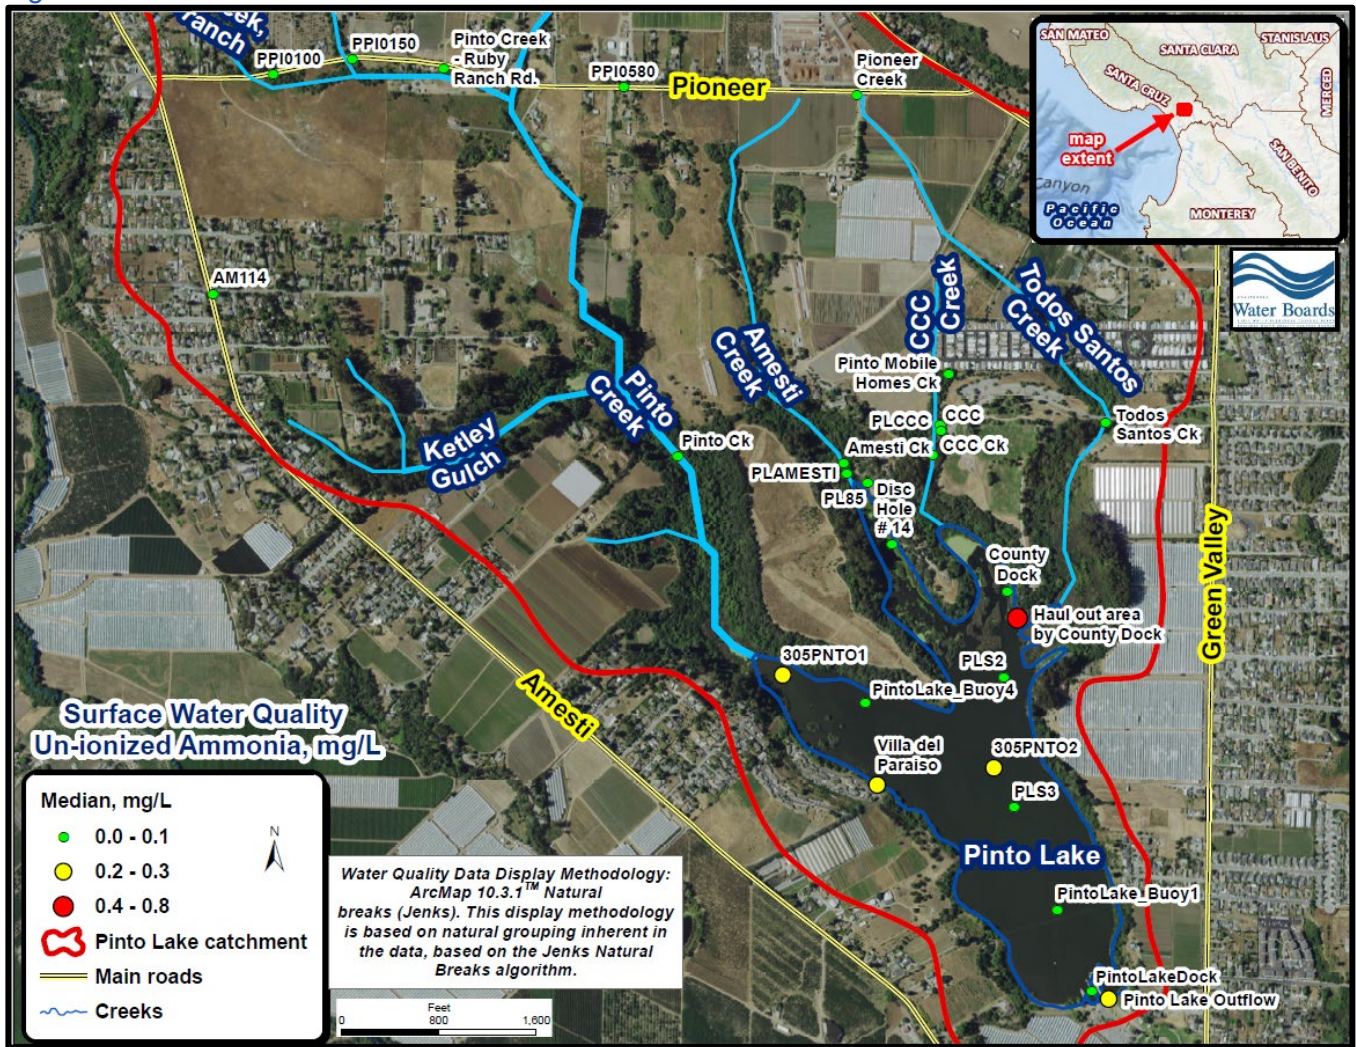 ek,
ranch
PPI0100
PPI0150
Pinto Creek
- Ruby
Ranch Rd.
PPI0580
Pioneer
Pioneer
Creek
SAN MATEO
SANTA CLARA
STANISLAUS
SANTA CRUZ
MERCED
map
extent
SAN BENITO
Canyon
Pacific
Ocean
MONTEREY
Water Boards
AM114
CCC
Creek
Todos Santos
Creek
Amesti
Creek
Pinto
Creek
Ketley
Gulch
Pinto Mobile
Homes Ck
PLCCC
CCC
Amesti Ck
CCC Ck
Todos
Santos Ck
Pinto Ck
PLAMESTI
PL85
Disc
Hole
# 14
County
Dock
Haul out area
by County Dock
Green Valley
305PNTO1
PLS2
PintoLake_Buoy4
Amesti
Villa del
Paraiso
305PNTO2
PLS3
Pinto Lake
PintoLake_Buoy1
PintoLakeDock
Pinto Lake Outflow
Surface Water Quality
Un-ionized Ammonia, mg/L
Median, mg/L
0.0 - 0.1
0.2 - 0.3
0.4 - 0.8
Pinto Lake catchment
Main roads
Creeks
N
Water Quality Data Display Methodology:
ArcMap 10.3.1™ Natural
breaks (Jenks). This display methodology
is based on natural grouping inherent in
the data, based on the Jenks Natural
Breaks algorithm.
Feet
0 800 1,600